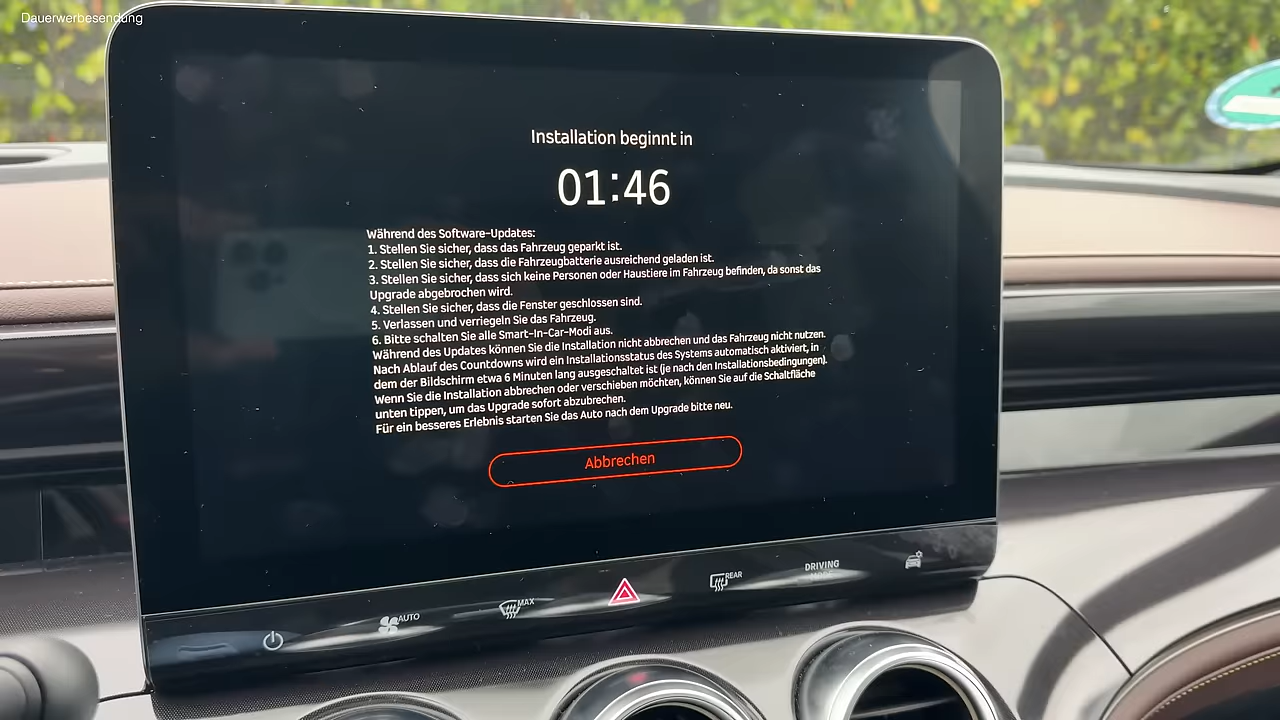 Dauerwerbesendung
Installation beginnt in
01:46
Während des Software-Updates:
1. Stellen Sie sicher, dass das Fahrzeug geparkt ist.
2. Stellen Sie sicher, dass die Fahrzeugbatterie ausreichend geladen ist.
3. Stellen Sie sicher, dass sich keine Personen oder Haustiere im Fahrzeug befinden, da sonst das
Upgrade abgebrochen wird.
4. Stellen Sie sicher, dass die Fenster geschlossen sind.
5. Verlassen und verriegeln Sie das Fahrzeug.
6. Bitte schalten Sie alle Smart-In-Car-Modi aus.
Während des Updates können Sie die Installation nicht abbrechen und das Fahrzeug nicht nutzen.
Nach Ablauf des Countdowns wird ein Installationsstatus des Systems automatisch aktiviert, in
dem der Bildschirm etwa 6 Minuten lang ausgeschaltet ist (je nach den Installationsbedingungen).
Wenn Sie die Installation abbrechen oder verschieben möchten, können Sie auf die Schaltfläche
unten tippen, um das Upgrade sofort abzubrechen.
Für ein besseres Erlebnis starten Sie das Auto nach dem Upgrade bitte neu.
Abbrechen
AUTO
MAX
REAR
DRIVING
MODE